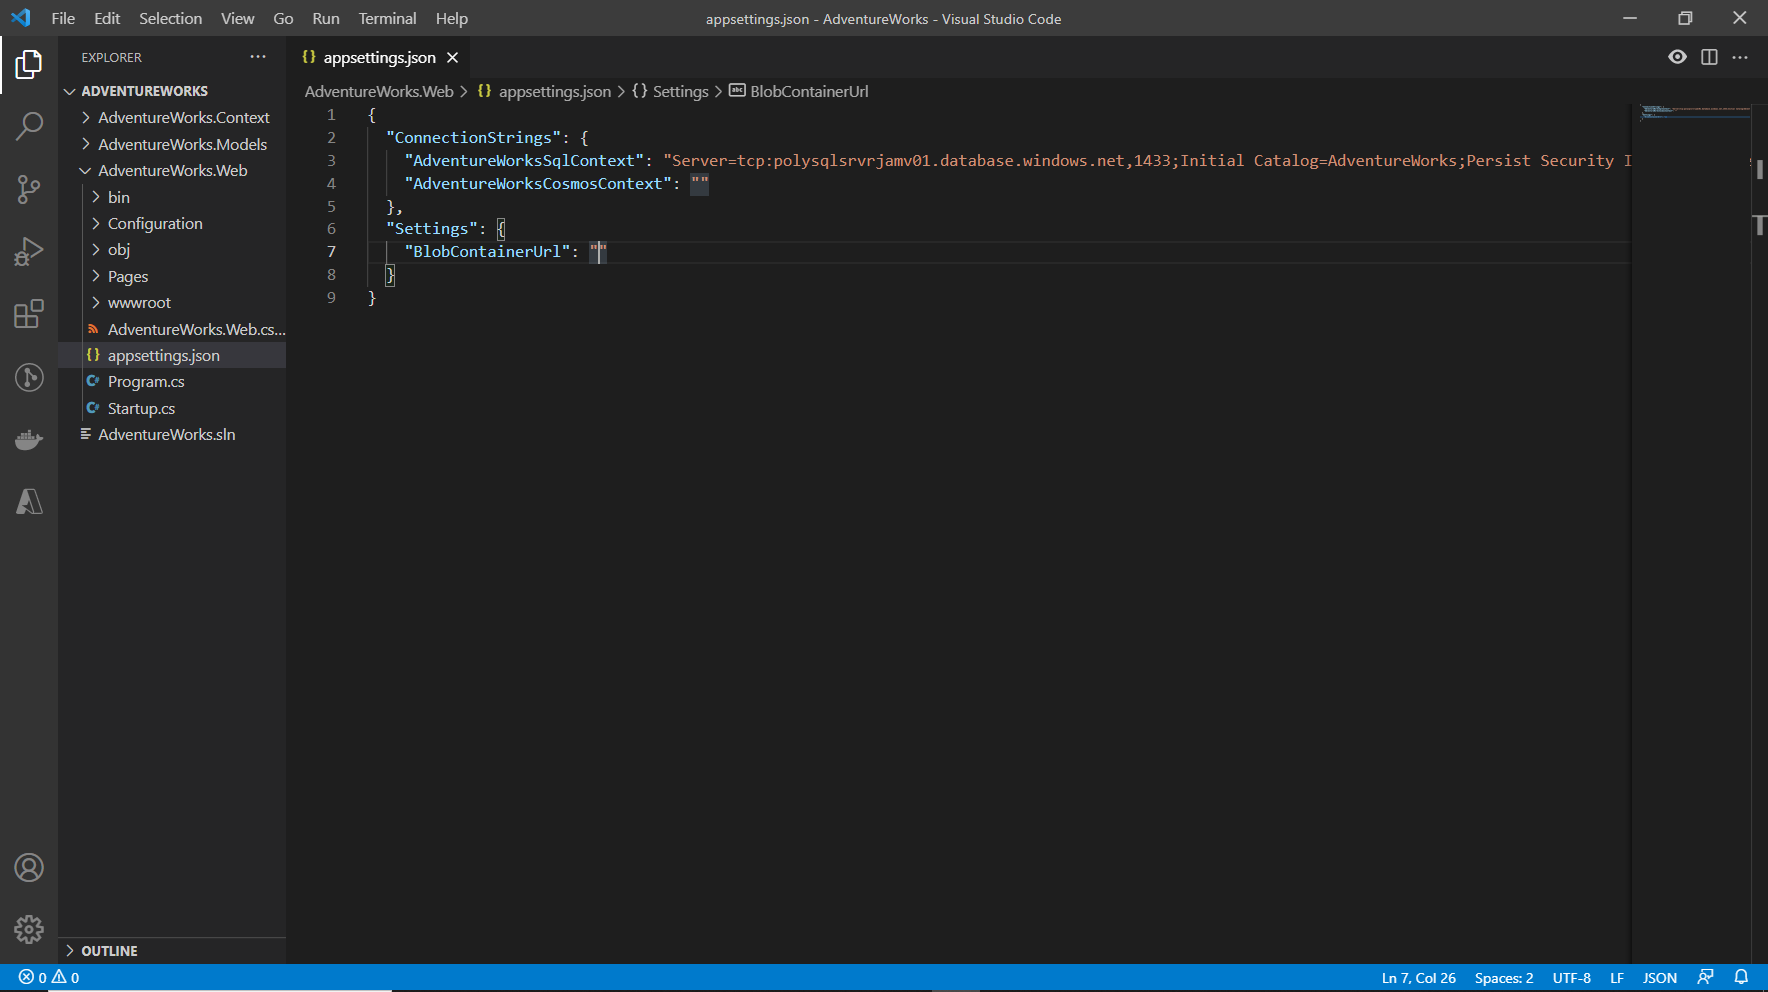 File Edit Selection View Go Run Terminal Help
appsettings.json - AdventureWorks - Visual Studio Code
EXPLORER
ADVENTUREWORKS
AdventureWorks.Context
AdventureWorks.Models
AdventureWorks.Web
bin
Configuration
obj
Pages
wwwroot
AdventureWorks.Web.cs...
{} appsettings.json
C# Program.cs
C# Startup.cs
AdventureWorks.sln
OUTLINE
{} appsettings.json
AdventureWorks.Web > {} appsettings.json > {} Settings > abc BlobContainerUrl
1 {
2 "ConnectionStrings": {
3 "AdventureWorksSqlContext": "Server=tcp:polysqlsrvrjamv01.database.windows.net,1433;Initial Catalog=AdventureWorks;Persist Security I
4 "AdventureWorksCosmosContext": ""
5 },
6 "Settings": {
7 "BlobContainerUrl": ""
8 }
9 }
0 0
Ln 7, Col 26 Spaces: 2 UTF-8 LF JSON